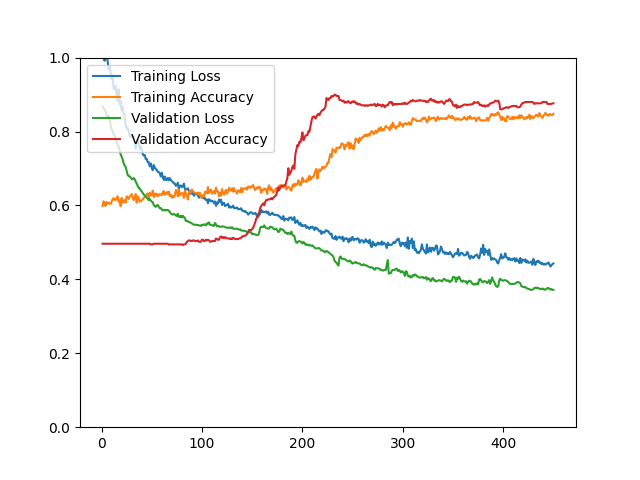 1.0
0.8
0.6
0.4
0.2
0.0
Training Loss
Training Accuracy
Validation Loss
Validation Accuracy
0 100 200 300 400